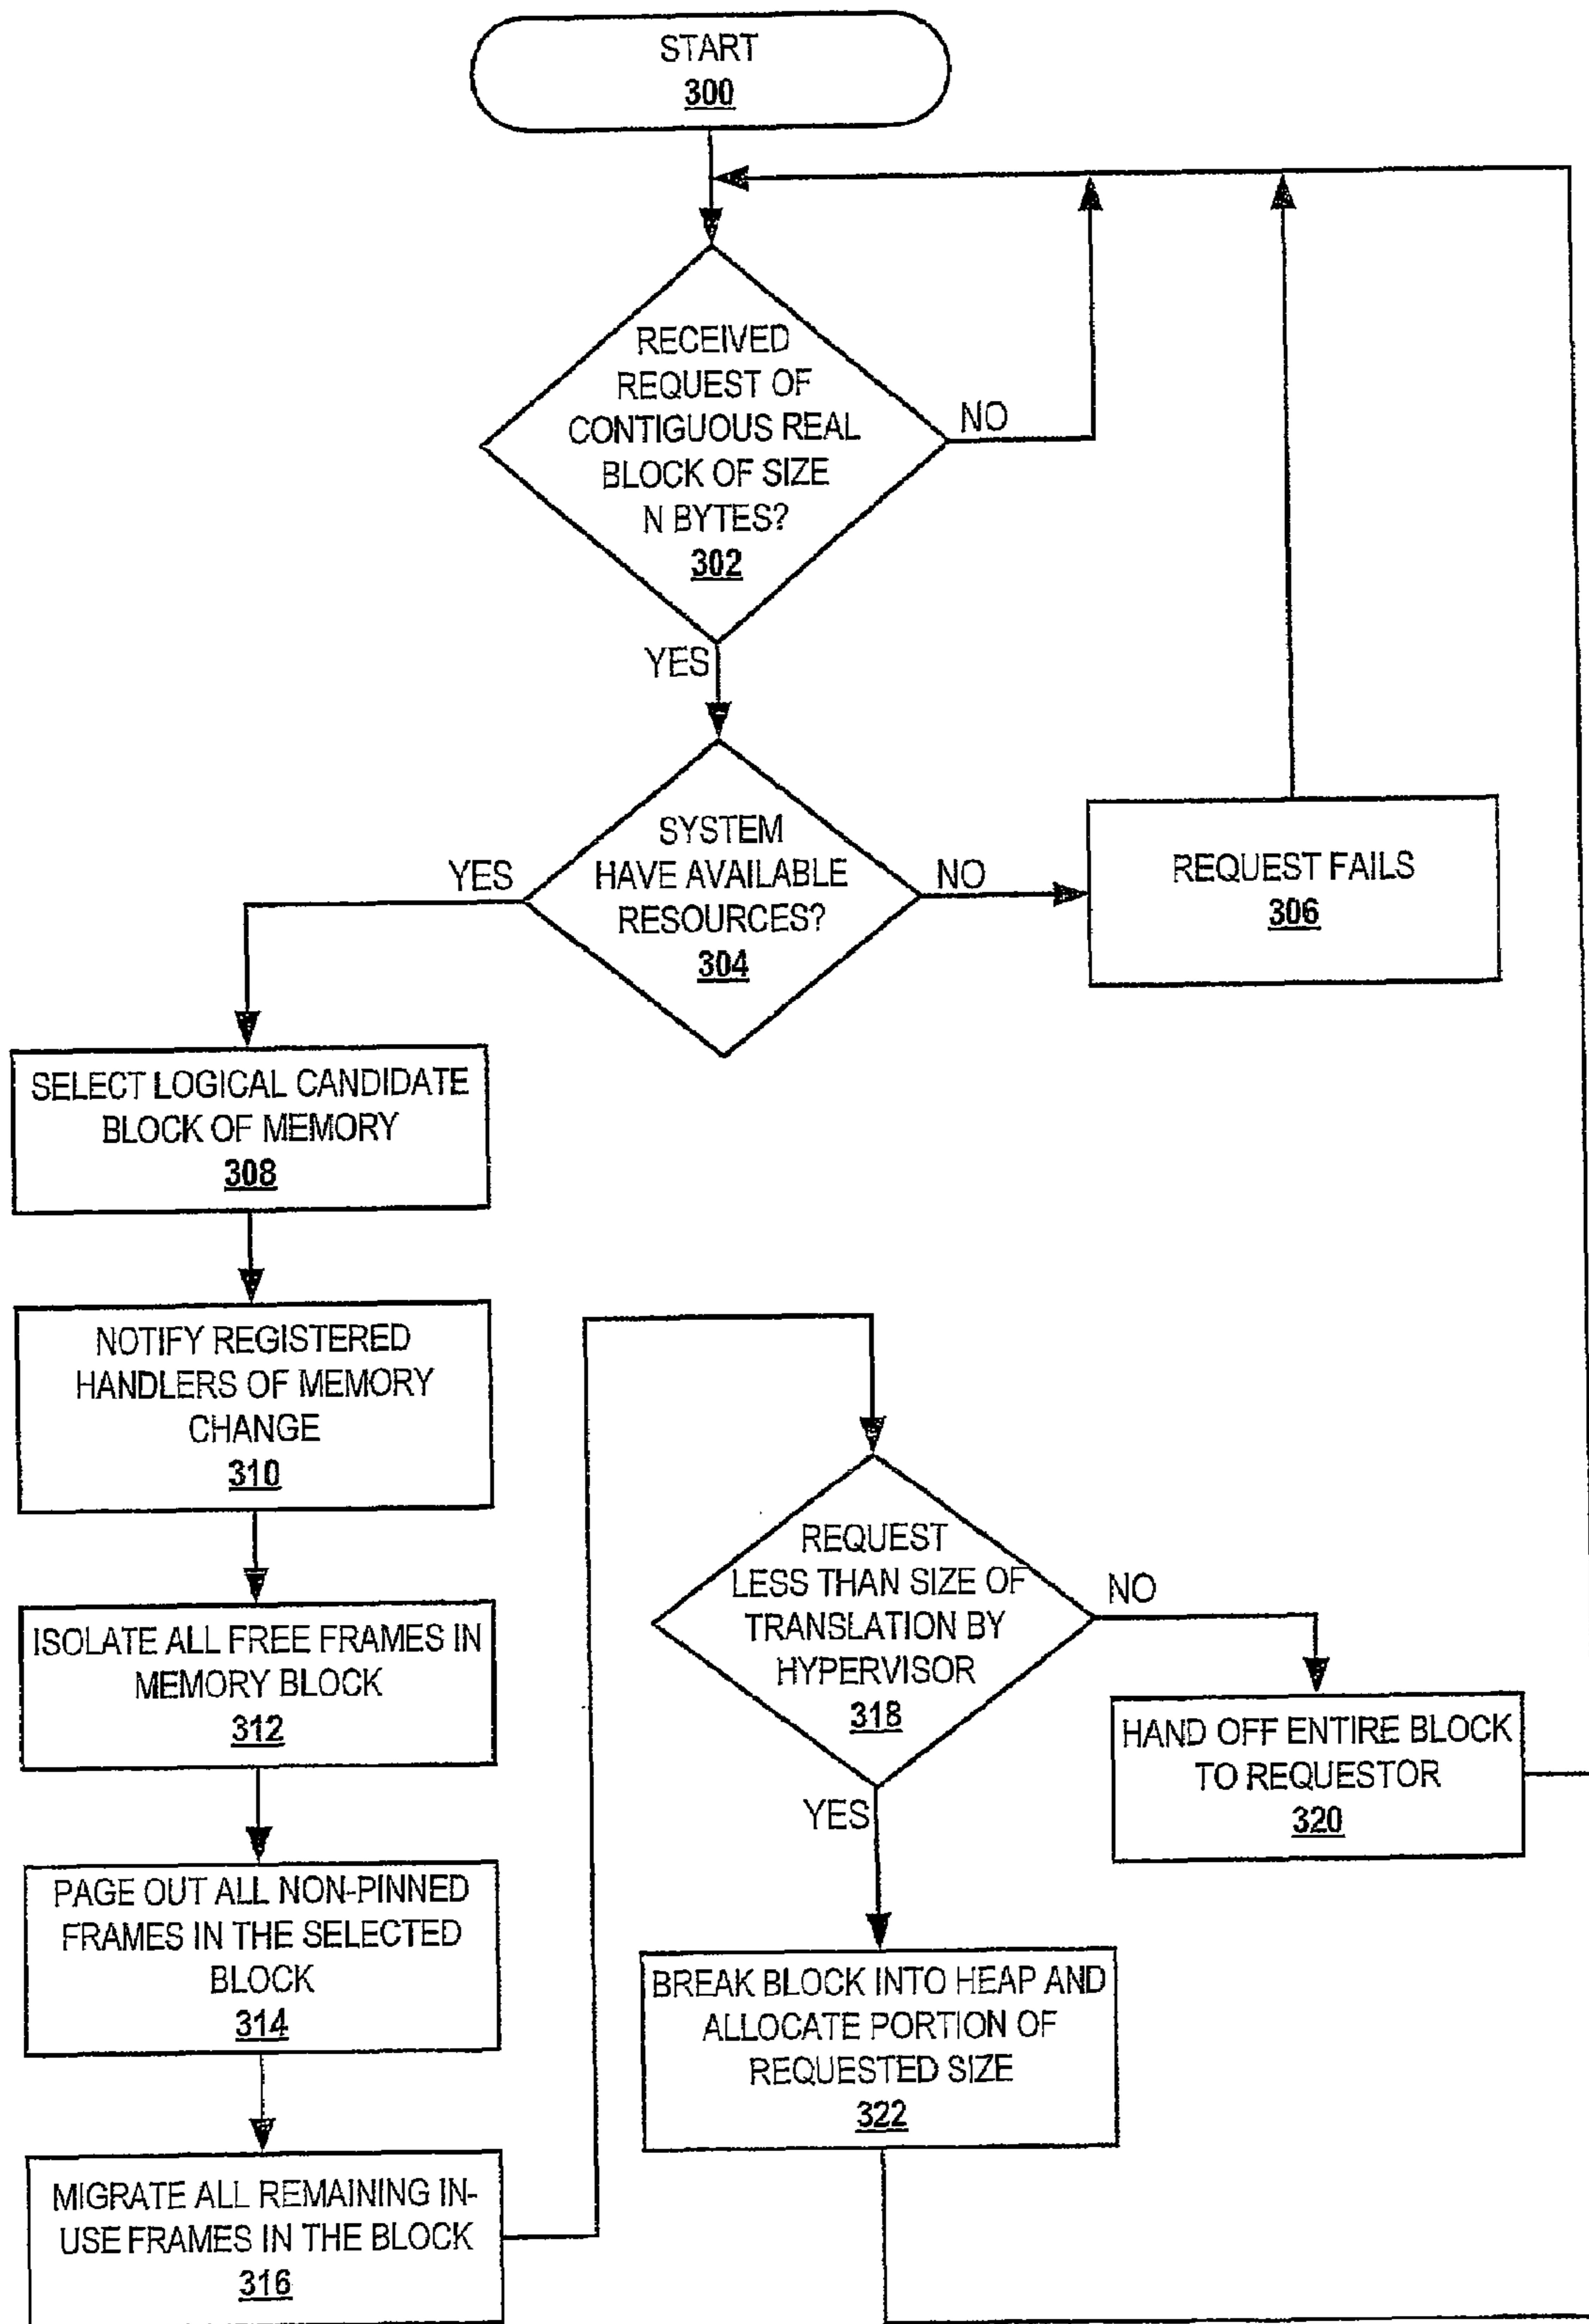 START
300
RECEIVED
REQUEST OF
CONTIGUOUS REAL
BLOCK OF SIZE
N BYTES?
302
NO
YES
SYSTEM
HAVE AVAILABLE
RESOURCES?
304
YES
NO
REQUEST FAILS
306
SELECT LOGICAL CANDIDATE
BLOCK OF MEMORY
308
NOTIFY REGISTERED
HANDLERS OF MEMORY
CHANGE
310
ISOLATE ALL FREE FRAMES IN
MEMORY BLOCK
312
PAGE OUT ALL NON-PINNED
FRAMES IN THE SELECTED
BLOCK
314
MIGRATE ALL REMAINING IN-
USE FRAMES IN THE BLOCK
316
REQUEST
LESS THAN SIZE OF
TRANSLATION BY
HYPERVISOR
318
NO
YES
HAND OFF ENTIRE BLOCK
TO REQUESTOR
320
BREAK BLOCK INTO HEAP AND
ALLOCATE PORTION OF
REQUESTED SIZE
322